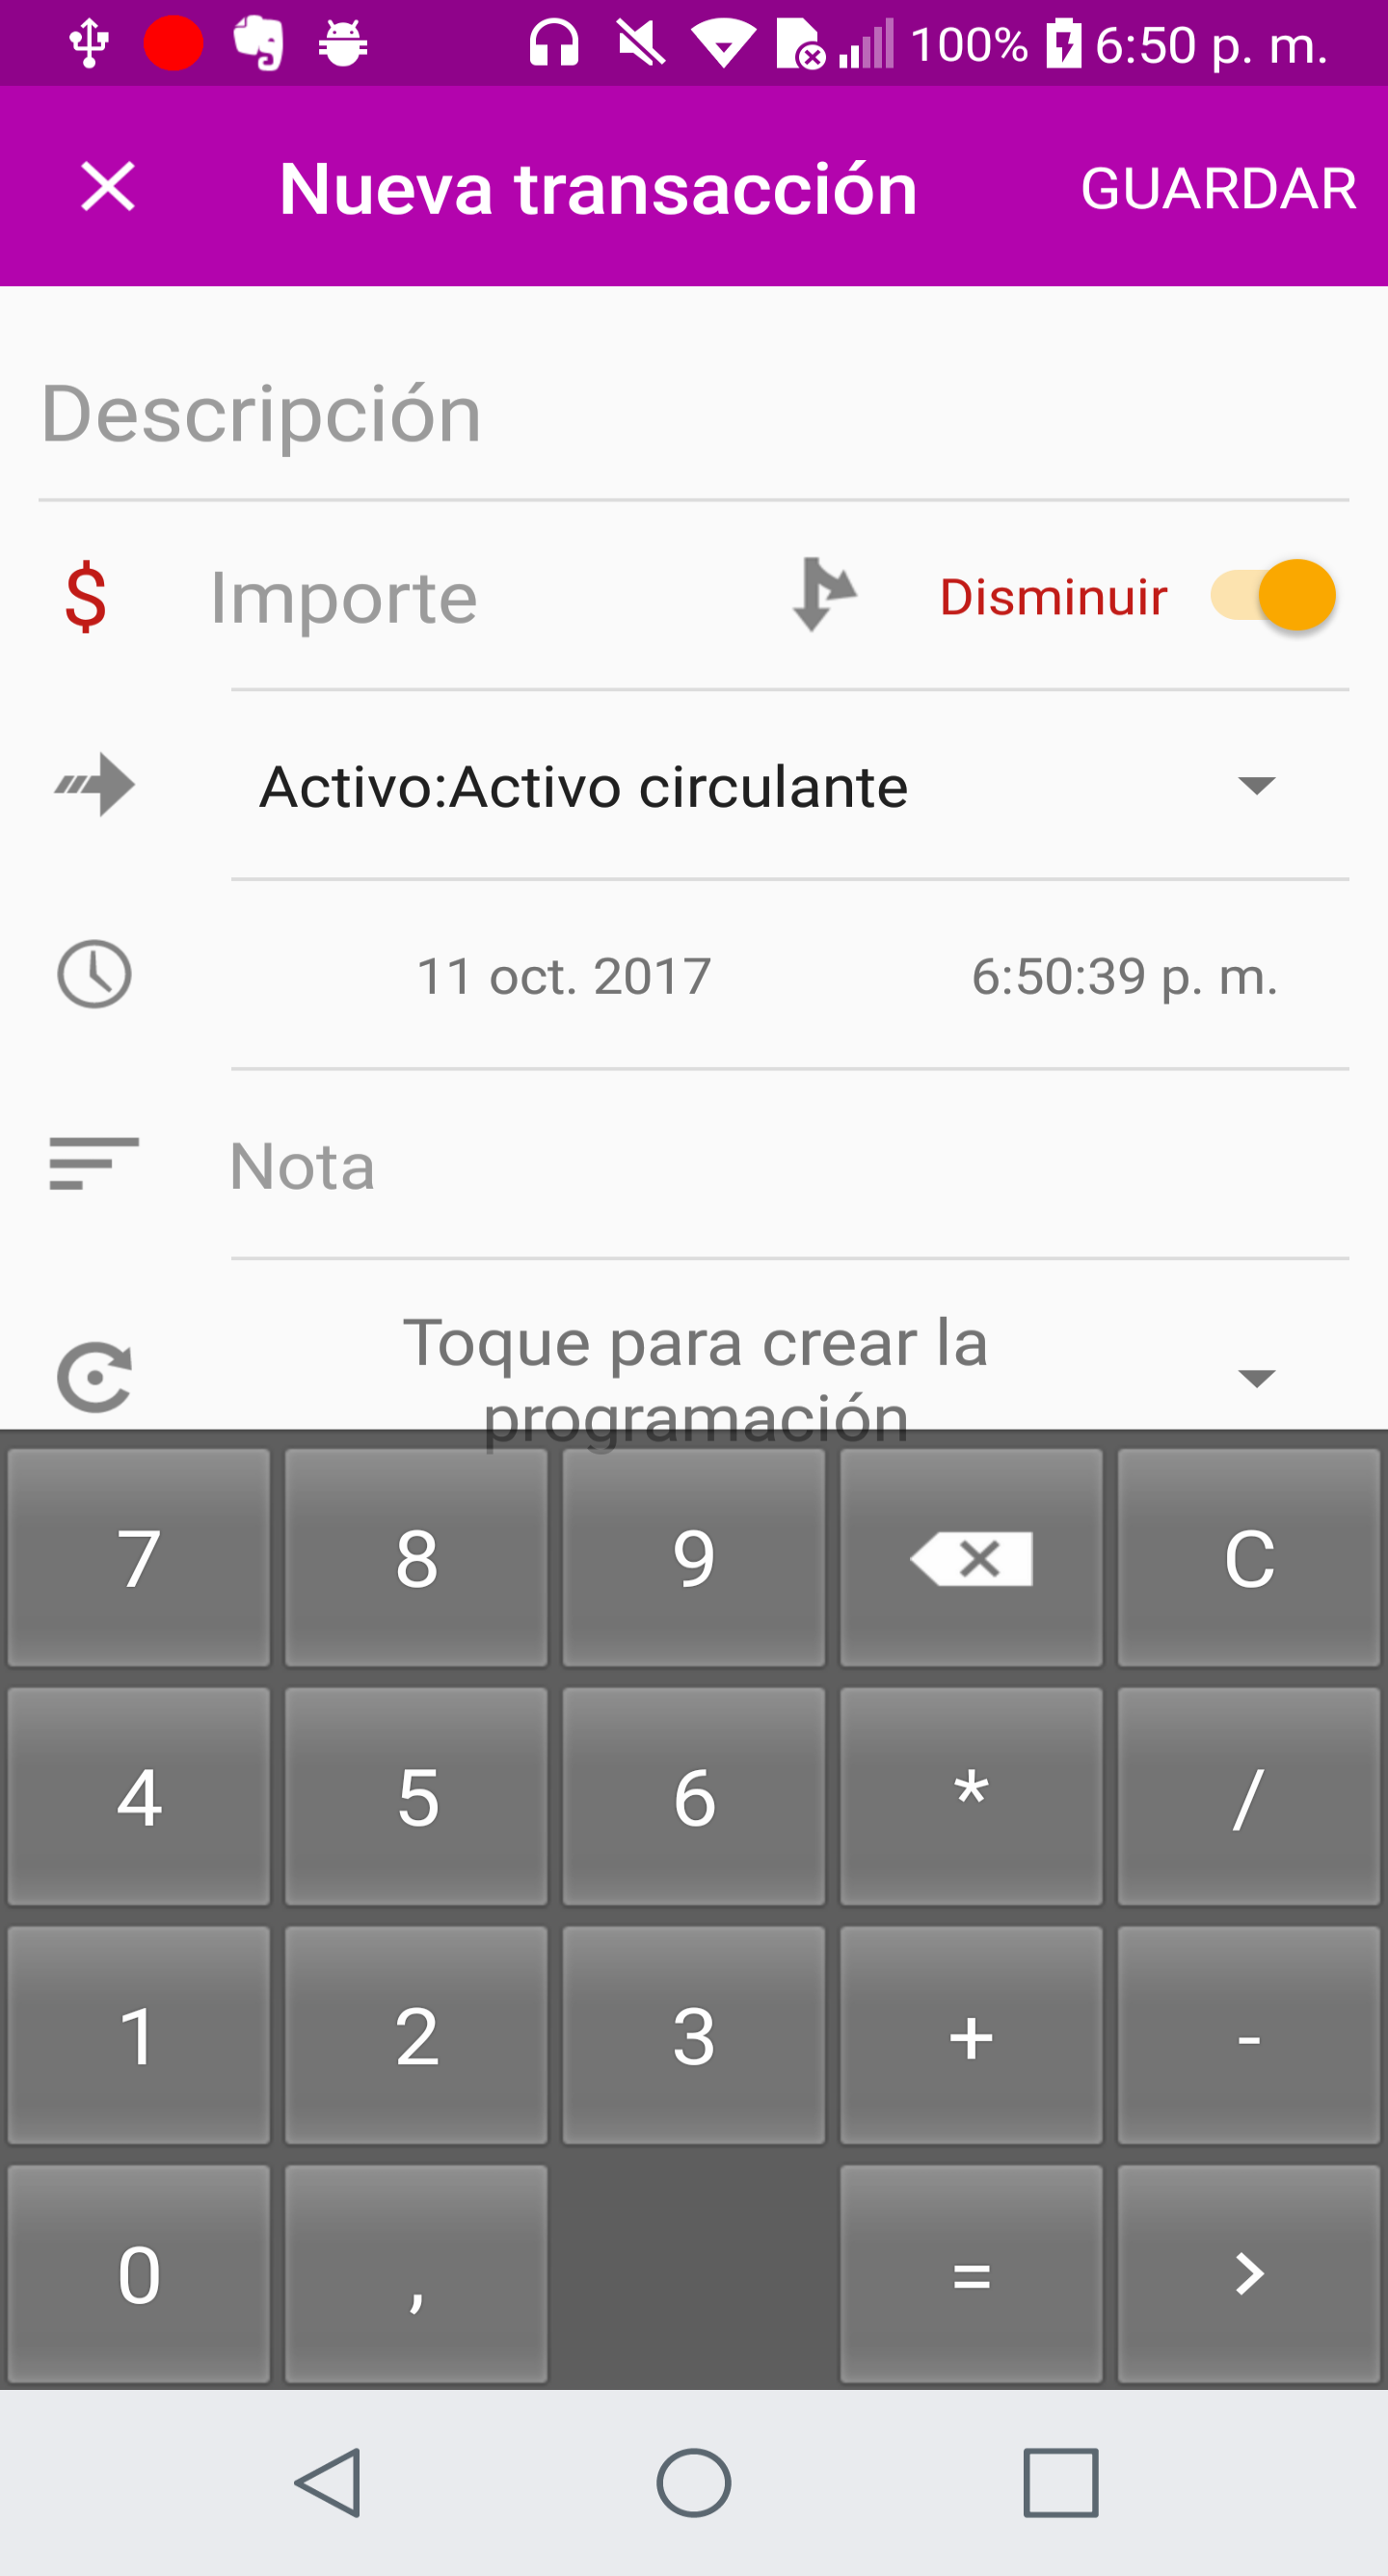 100% 6:50 p. m.
Nueva transacción GUARDAR
Descripción
$ Importe Disminuir
Activo:Activo circulante
11 oct. 2017 6:50:39 p. m.
Nota
Toque para crear la
programación
7 8 9 C
4 5 6 * /
1 2 3 + -
0 , = >